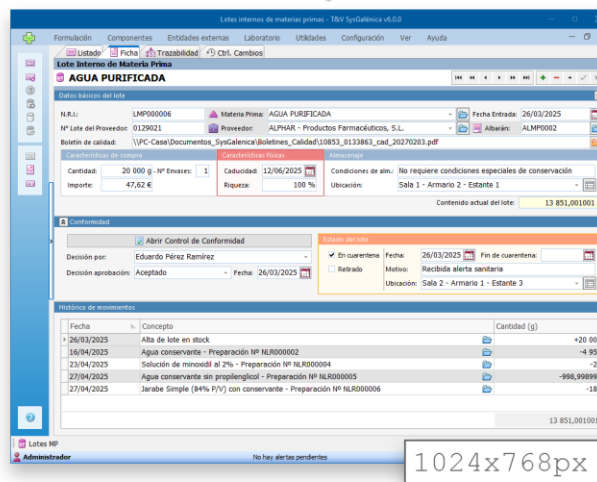 Lotes internos de materias primas - T&V SysGalénica v6.0.0
Formulación Componentes Entidades externas Laboratorio Utilidades Configuración Ver Ayuda
Listado Ficha Trazabilidad Ctrl. Cambios
Lote Interno de Materia Prima
AGUA PURIFICADA
Datos básicos del lote
N.R.I.: LMP000006 Materia Prima: AGUA PURIFICADA Fecha Entrada: 26/03/2025
Nº Lote del Proveedor: 0129021 Proveedor: ALPHAR - Productos Farmacéuticos, S.L. Albarán: ALMP0002
Boletín de calidad: \\PC-Casa\Documentos_SysGalenica\Boletines_Calidad\10853_0133863_cad_20270203.pdf
Características de compra Características Físicas Almacenaje
Cantidad: 20 000 g - Nº Envases: 1 Caducidad: 12/06/2025 Condiciones de alm.: No requiere condiciones especiales de conservación
Importe: 47,62 € Riqueza: 100 % Ubicación: Sala 1 - Armario 2 - Estante 1
Contenido actual del lote: 13 851,001001
Conformidad
Abrir Control de Conformidad Estado del lote
Decisión por: Eduardo Pérez Ramírez En cuarentena Fecha: 26/03/2025 Fin de cuarentena:
Decisión aprobación: Aceptado Fecha: 26/03/2025 Retirado Motivo: Recibida alerta sanitaria
Ubicación: Sala 2 - Armario 1 - Estante 3
Histórico de movimientos
Fecha Concepto Cantidad (g)
26/03/2025 Alta de lote en stock +20 00
16/04/2025 Agua conservante - Preparación Nº NLR000002 -4 95
23/04/2025 Solución de minoxidil al 2% - Preparación Nº NLR000004 -2
27/04/2025 Agua conservante sin propilenglicol - Preparación Nº NLR000005 -998,99899
27/04/2025 Jarabe Simple (84% P/V) con conservante - Preparación Nº NLR000006 -18
13 851,001001
Lotes MP
Administrador No hay alertas pendientes
1024x768px